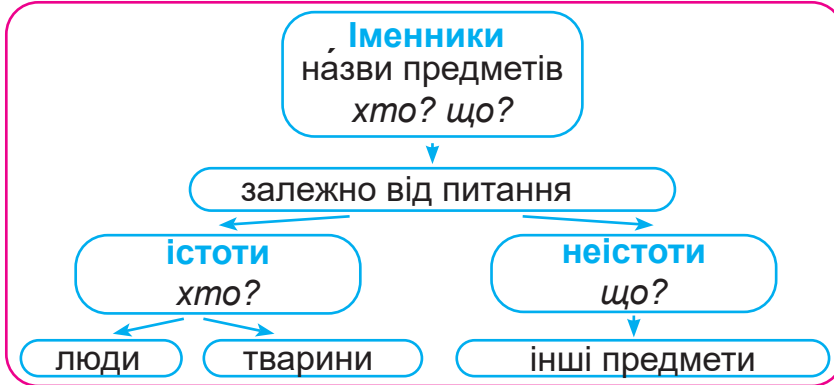 Іменники
на́зви предметів
хто? що?
залежно від питання
істоти
хто?
неістоти
що?
люди
тварини
інші предмети